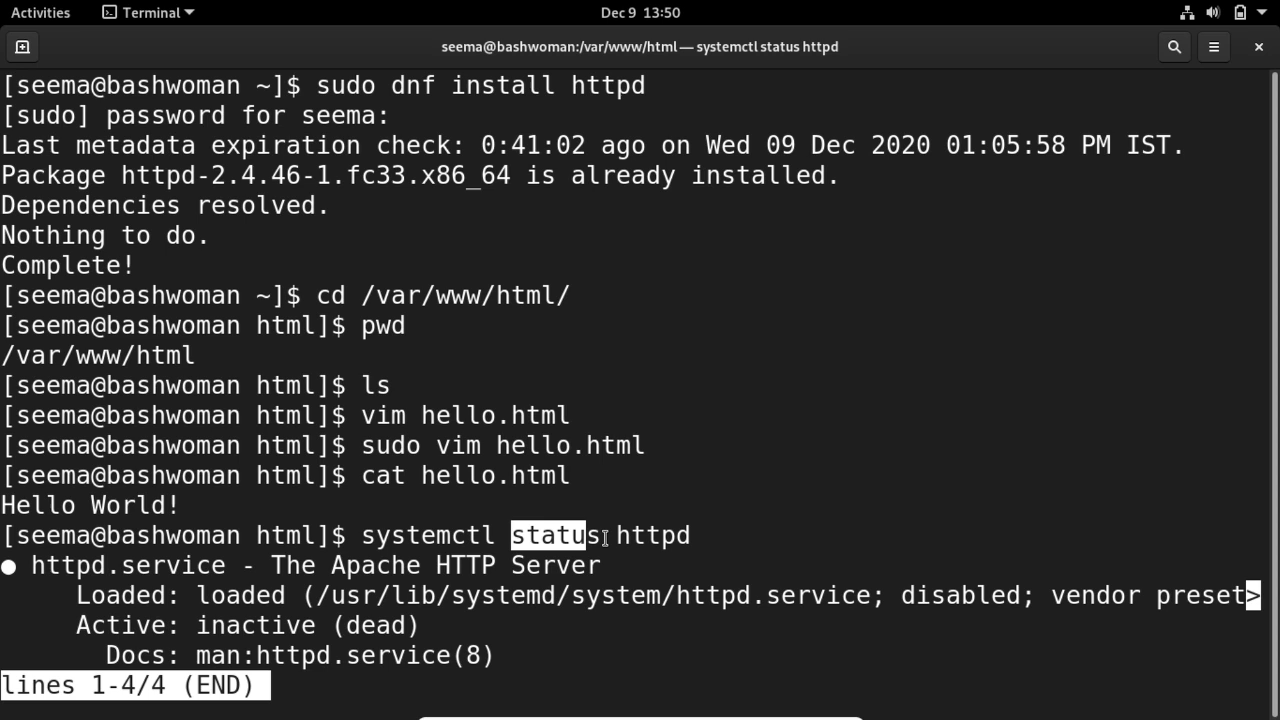 Activities Terminal Dec 9 13:50
seema@bashwoman:/var/www/html — systemctl status httpd
[seema@bashwoman ~]$ sudo dnf install httpd
[sudo] password for seema:
Last metadata expiration check: 0:41:02 ago on Wed 09 Dec 2020 01:05:58 PM IST.
Package httpd-2.4.46-1.fc33.x86_64 is already installed.
Dependencies resolved.
Nothing to do.
Complete!
[seema@bashwoman ~]$ cd /var/www/html/
[seema@bashwoman html]$ pwd
/var/www/html
[seema@bashwoman html]$ ls
[seema@bashwoman html]$ vim hello.html
[seema@bashwoman html]$ sudo vim hello.html
[seema@bashwoman html]$ cat hello.html
Hello World!
[seema@bashwoman html]$ systemctl status httpd
● httpd.service - The Apache HTTP Server
Loaded: loaded (/usr/lib/systemd/system/httpd.service; disabled; vendor preset>
Active: inactive (dead)
Docs: man:httpd.service(8)
lines 1-4/4 (END)